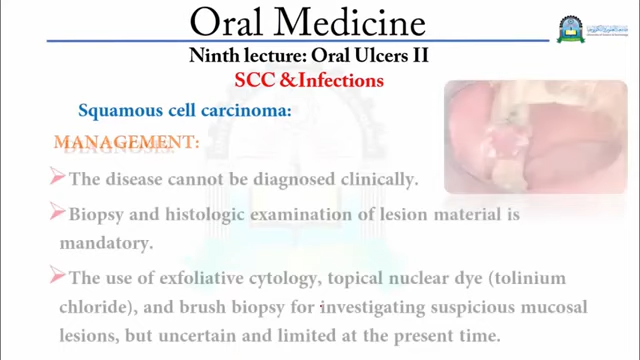 Oral Medicine
Ninth lecture: Oral Ulcers II
SCC &Infections
Squamous cell carcinoma:
MANAGEMENT:
DIAGNOSES
The disease cannot be diagnosed clinically.
Biopsy and histologic examination of lesion material is
mandatory.
The use of exfoliative cytology, topical nuclear dye (tolinium
chloride), and brush biopsy for investigating suspicious mucosal
lesions, but uncertain and limited at the present time.